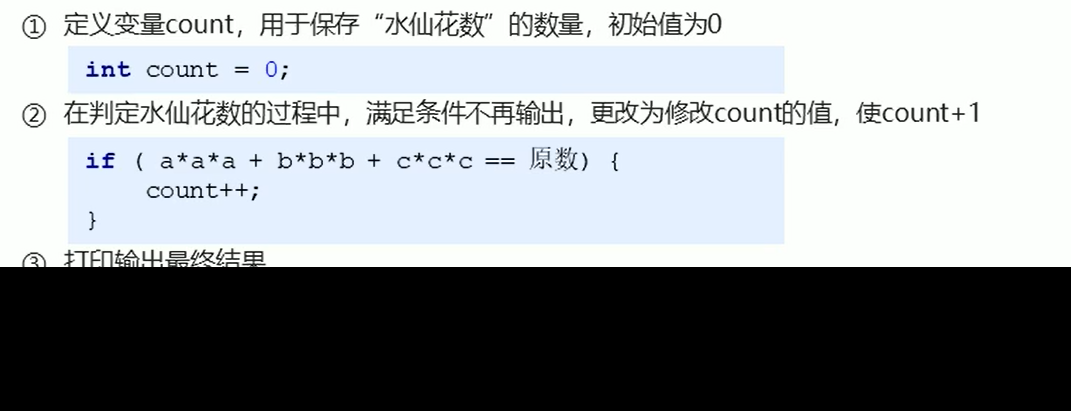 ① 定义变量count，用于保存“水仙花数”的数量，初始值为0
int count = 0;
② 在判定水仙花数的过程中，满足条件不再输出，更改为修改count的值，使count+1
if ( a*a*a + b*b*b + c*c*c == 原数) {
count++;
}
③ 打印输出最终结果